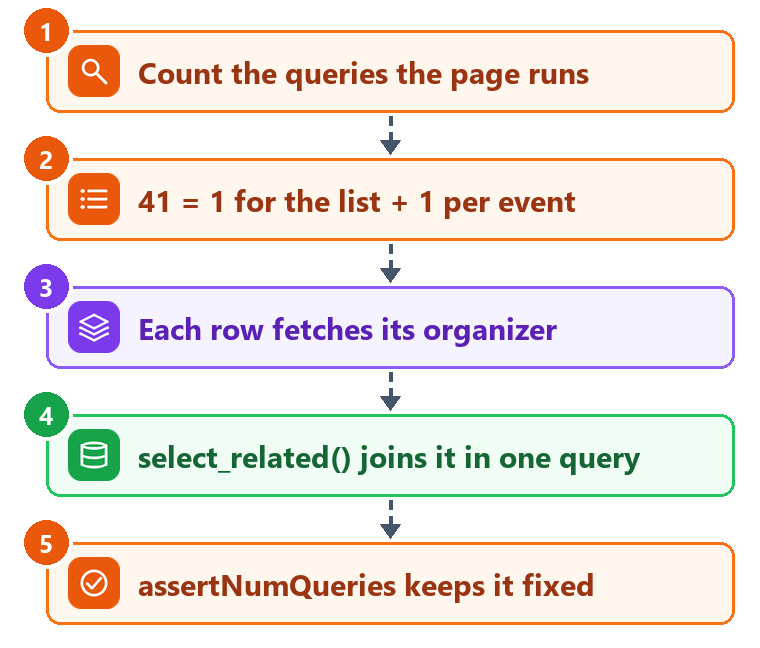 1
Count the queries the page runs
2
41 = 1 for the list + 1 per event
3
Each row fetches its organizer
4
select_related() joins it in one query
5
assertNumQueries keeps it fixed